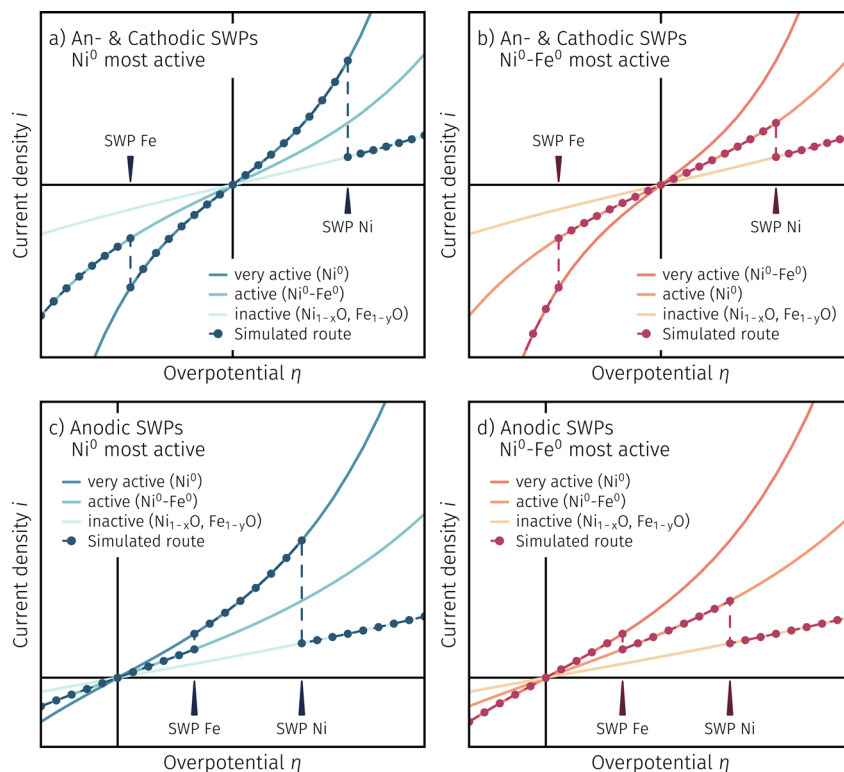 a) An- & Cathodic SWPs
Ni⁰ most active
Current density i
SWP Fe
SWP Ni
very active (Ni⁰)
active (Ni⁰-Fe⁰)
inactive (Ni₁₋ₓO, Fe₁₋yO)
Simulated route
Overpotential η
b) An- & Cathodic SWPs
Ni⁰-Fe⁰ most active
Current density i
SWP Fe
SWP Ni
very active (Ni⁰-Fe⁰)
active (Ni⁰)
inactive (Ni₁₋ₓO, Fe₁₋yO)
Simulated route
Overpotential η
c) Anodic SWPs
Ni⁰ most active
Current density i
very active (Ni⁰)
active (Ni⁰-Fe⁰)
inactive (Ni₁₋ₓO, Fe₁₋yO)
Simulated route
SWP Fe
SWP Ni
Overpotential η
d) Anodic SWPs
Ni⁰-Fe⁰ most active
Current density i
very active (Ni⁰)
active (Ni⁰-Fe⁰)
inactive (Ni₁₋ₓO, Fe₁₋yO)
Simulated route
SWP Fe
SWP Ni
Overpotential η